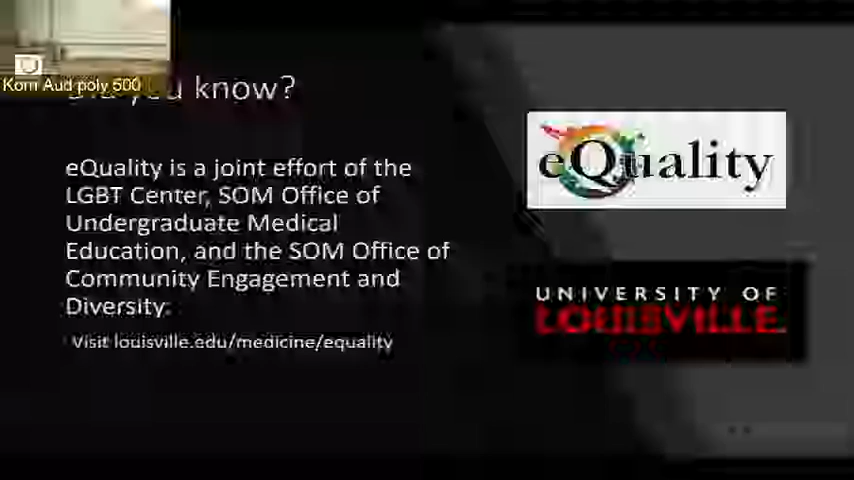 Korn Aud poly 500
you know?
eQuality is a joint effort of the
LGBT Center, SOM Office of
Undergraduate Medical
Education, and the SOM Office of
Community Engagement and
Diversity.
Visit louisville.edu/medicine/equality
eQuality
UNIVERSITY OF
LOUISVILLE